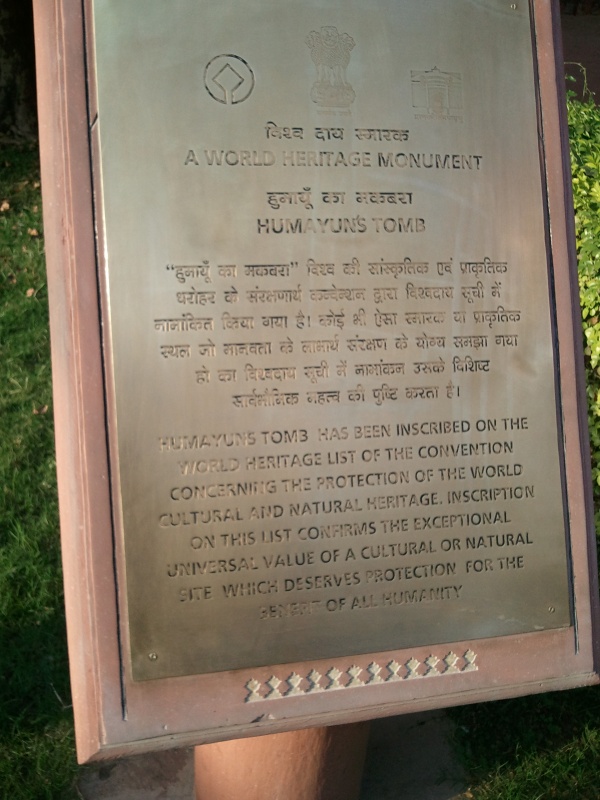 विश्व दाय स्मारक
A WORLD HERITAGE MONUMENT
हुमायूँ का मकबरा
HUMAYUN'S TOMB
"हुमायूँ का मकबरा" विश्व की सांस्कृतिक एवं प्राकृतिक
धरोहर के संरक्षणार्थ कन्वेन्शन द्वारा विश्वदाय सूची में
नामांकित किया गया है। कोई भी ऐसा स्मारक या प्राकृतिक
स्थल जो मानवता के लाभार्थ संरक्षण के योग्य समझा गया
हो का विश्वदाय सूची में नामांकन उसके विशिष्ट
सार्वभौमिक महत्व की पुष्टि करता है।
HUMAYUN'S TOMB HAS BEEN INSCRIBED ON THE
WORLD HERITAGE LIST OF THE CONVENTION
CONCERNING THE PROTECTION OF THE WORLD
CULTURAL AND NATURAL HERITAGE. INSCRIPTION
ON THIS LIST CONFIRMS THE EXCEPTIONAL
UNIVERSAL VALUE OF A CULTURAL OR NATURAL
SITE WHICH DESERVES PROTECTION FOR THE
BENEFIT OF ALL HUMANITY